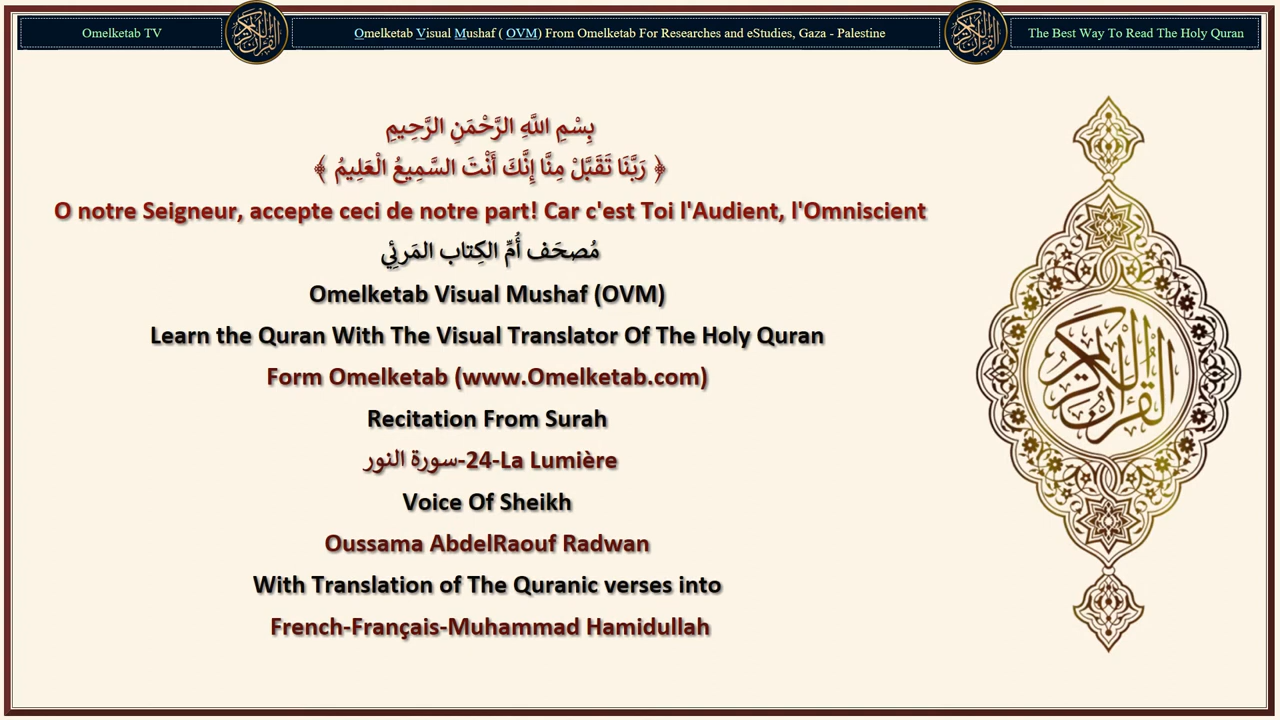 Omelketab TV
Omelketab Visual Mushaf ( OVM) From Omelketab For Researches and eStudies, Gaza - Palestine
The Best Way To Read The Holy Quran
بِسْمِ اللَّهِ الرَّحْمَنِ الرَّحِيمِ
﴿ رَبَّنَا تَقَبَّلْ مِنَّا إِنَّكَ أَنْتَ السَّمِيعُ الْعَلِيمُ ﴾
O notre Seigneur, accepte ceci de notre part! Car c'est Toi l'Audient, l'Omniscient
مُصحَف أُمِّ الكِتاب المَرئِي
Omelketab Visual Mushaf (OVM)
Learn the Quran With The Visual Translator Of The Holy Quran
Form Omelketab (www.Omelketab.com)
Recitation From Surah
سورة النور-24-La Lumière
Voice Of Sheikh
Oussama AbdelRaouf Radwan
With Translation of The Quranic verses into
French-Français-Muhammad Hamidullah
القرآن الكريم